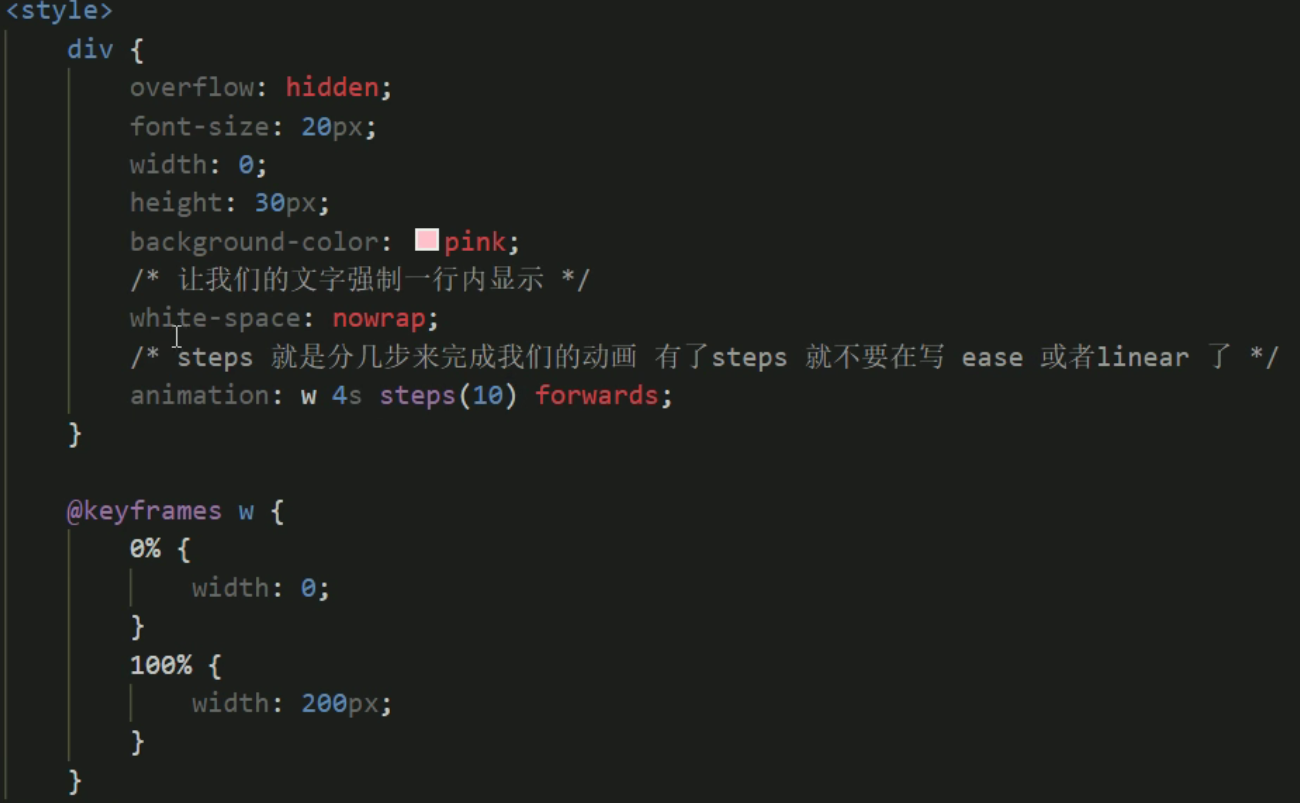 <style>
div {
overflow: hidden;
font-size: 20px;
width: 0;
height: 30px;
background-color: pink;
/* 让我们的文字强制一行内显示 */
white-space: nowrap;
/* steps 就是分几步来完成我们的动画 有了steps 就不要在写 ease 或者linear 了 */
animation: w 4s steps(10) forwards;
}
@keyframes w {
0% {
width: 0;
}
100% {
width: 200px;
}
}